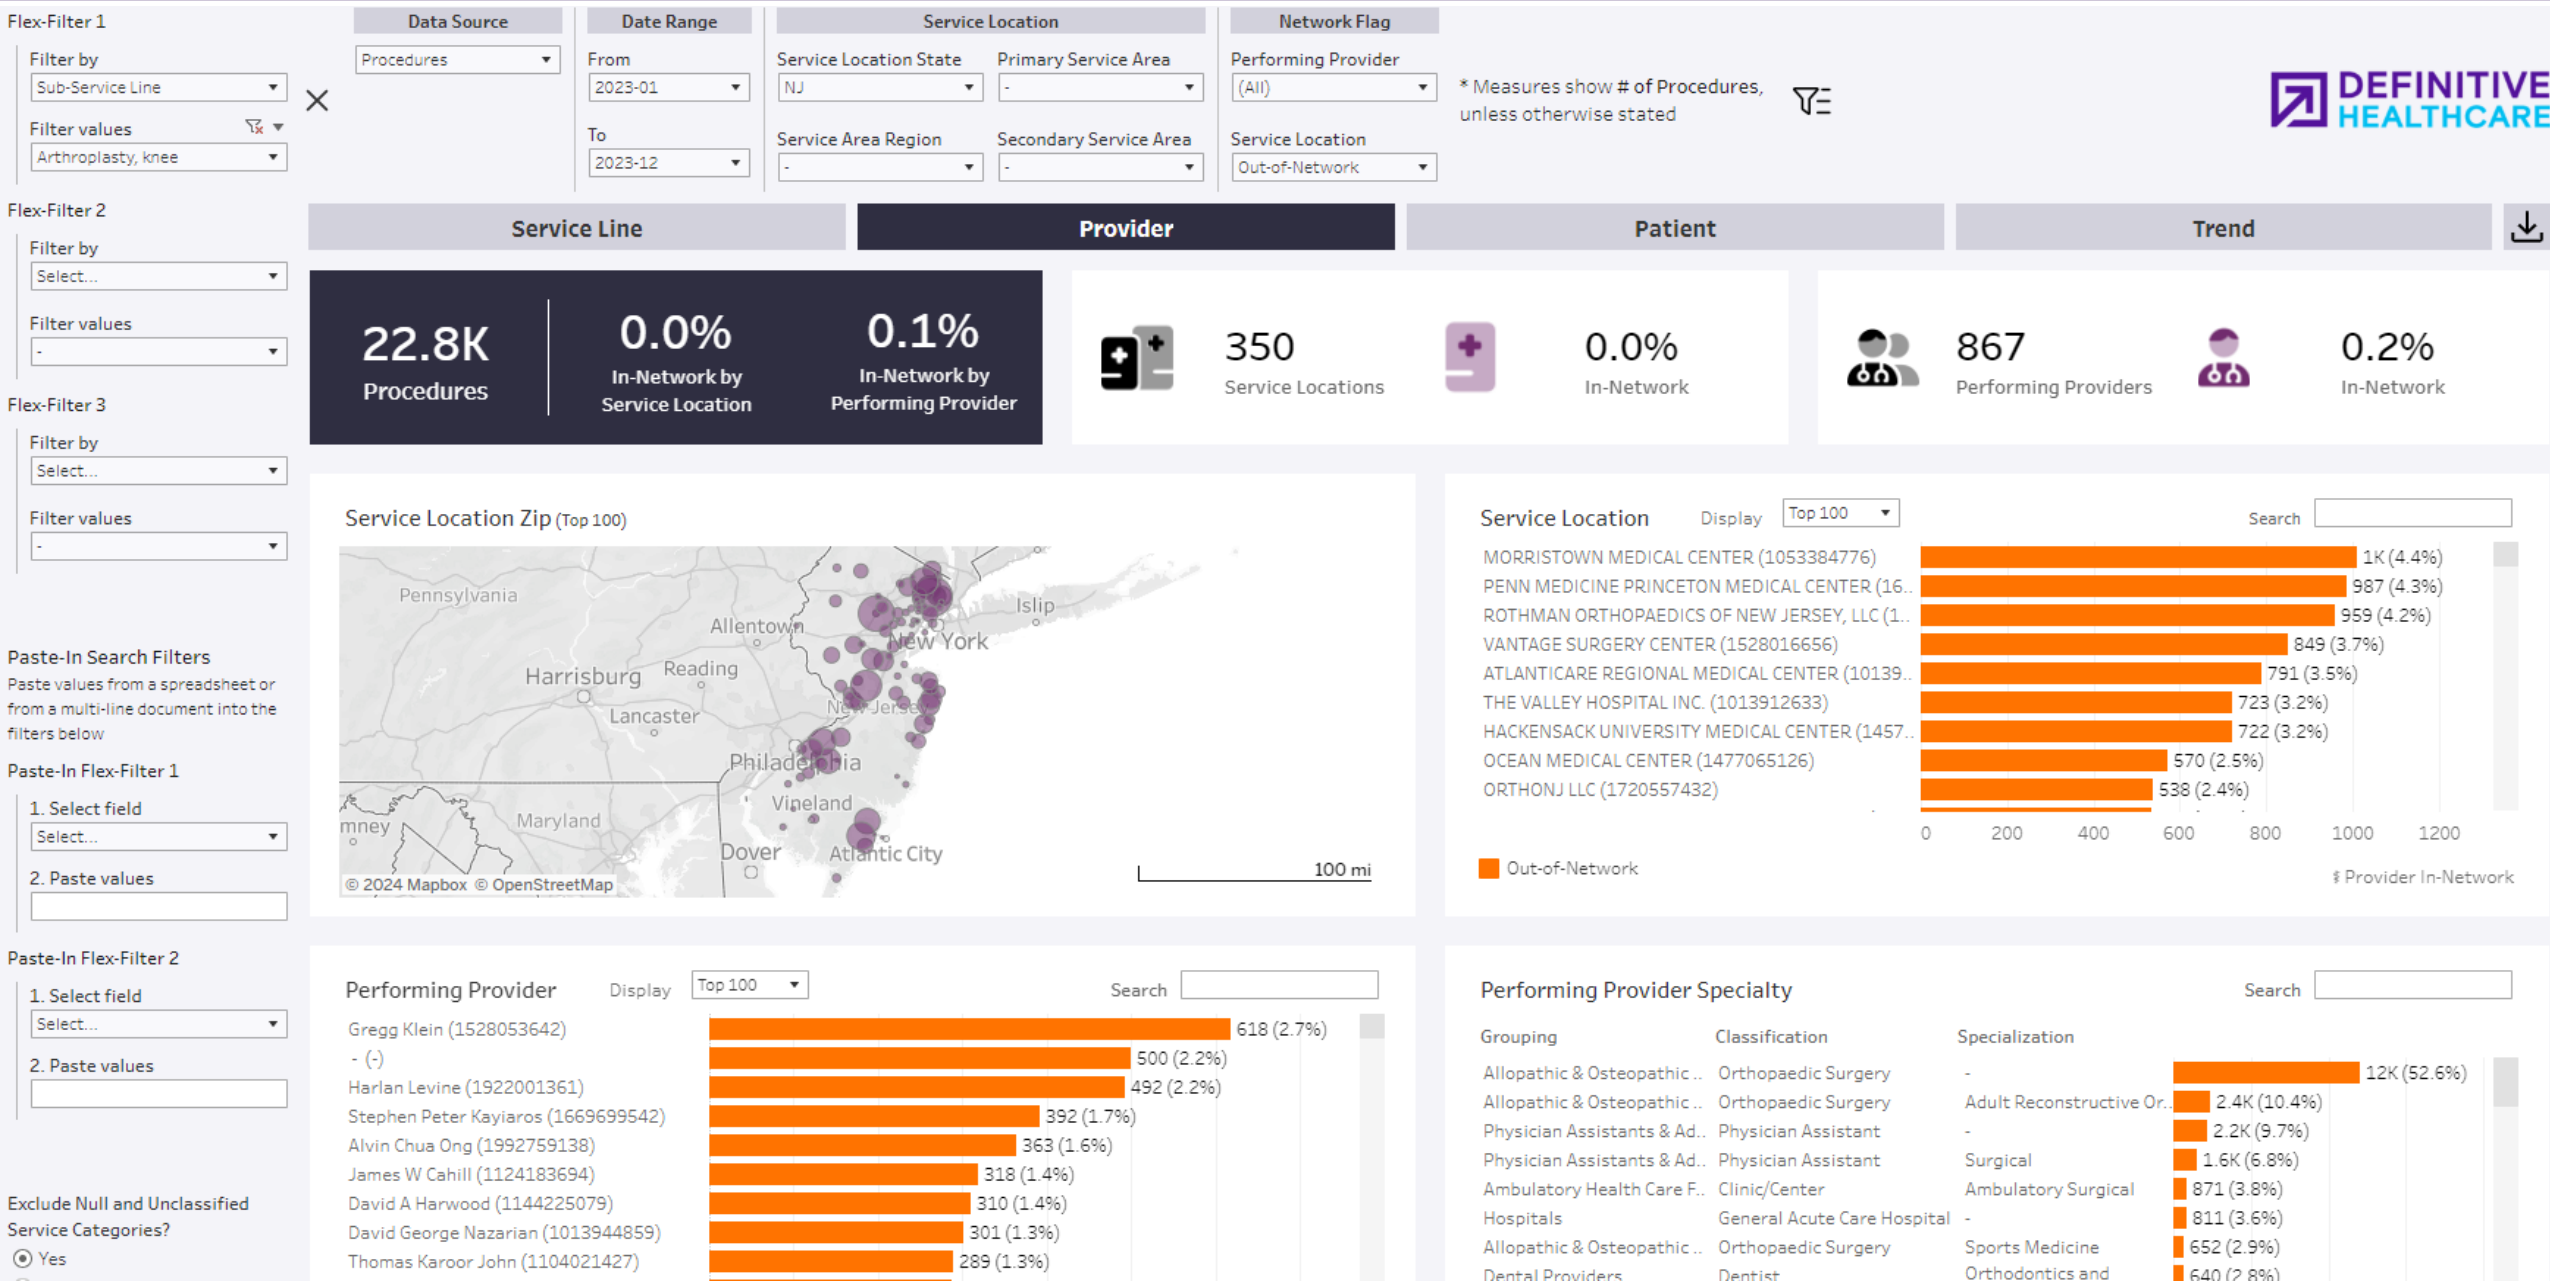 Flex-Filter 1
Filter by
Sub-Service Line
Filter values
Arthroplasty, knee
Data Source
Procedures
Date Range
From
2023-01
To
2023-12
Service Location
Service Location State
NJ
Primary Service Area
-
Service Area Region
-
Secondary Service Area
-
Network Flag
Performing Provider
(All)
Service Location
Out-of-Network
* Measures show # of Procedures,
unless otherwise stated
DEFINITIVE
HEALTHCARE
Flex-Filter 2
Filter by
Select...
Filter values
-
Flex-Filter 3
Filter by
Select...
Filter values
-
Paste-In Search Filters
Paste values from a spreadsheet or
from a multi-line document into the
filters below
Paste-In Flex-Filter 1
1. Select field
Select...
2. Paste values
Paste-In Flex-Filter 2
1. Select field
Select...
2. Paste values
Exclude Null and Unclassified
Service Categories?
Yes
Service Line
Provider
Patient
Trend
22.8K
Procedures
0.0%
In-Network by
Service Location
0.1%
In-Network by
Performing Provider
350
Service Locations
0.0%
In-Network
867
Performing Providers
0.2%
In-Network
Service Location Zip (Top 100)
Pennsylvania
Allentown
Islip
New York
Harrisburg
Reading
Lancaster
New Jersey
Philadelphia
Vineland
Maryland
mney
Dover
Atlantic City
© 2024 Mapbox © OpenStreetMap
100 mi
Service Location
Display
Top 100
Search
MORRISTOWN MEDICAL CENTER (1053384776) 1K (4.4%)
PENN MEDICINE PRINCETON MEDICAL CENTER (16.. 987 (4.3%)
ROTHMAN ORTHOPAEDICS OF NEW JERSEY, LLC (1.. 959 (4.2%)
VANTAGE SURGERY CENTER (1528016656) 849 (3.7%)
ATLANTICARE REGIONAL MEDICAL CENTER (10139.. 791 (3.5%)
THE VALLEY HOSPITAL INC. (1013912633) 723 (3.2%)
HACKENSACK UNIVERSITY MEDICAL CENTER (1457.. 722 (3.2%)
OCEAN MEDICAL CENTER (1477065126) 570 (2.5%)
ORTHONJ LLC (1720557432) 538 (2.4%)
0 200 400 600 800 1000 1200
Out-of-Network
Provider In-Network
Performing Provider
Display
Top 100
Search
Gregg Klein (1528053642) 618 (2.7%)
- (-) 500 (2.2%)
Harlan Levine (1922001361) 492 (2.2%)
Stephen Peter Kayiaros (1669699542) 392 (1.7%)
Alvin Chua Ong (1992759138) 363 (1.6%)
James W Cahill (1124183694) 318 (1.4%)
David A Harwood (1144225079) 310 (1.4%)
David George Nazarian (1013944859) 301 (1.3%)
Thomas Karoor John (1104021427) 289 (1.3%)
Performing Provider Specialty
Search
Grouping Classification Specialization
Allopathic & Osteopathic .. Orthopaedic Surgery - 12K (52.6%)
Allopathic & Osteopathic .. Orthopaedic Surgery Adult Reconstructive Or.. 2.4K (10.4%)
Physician Assistants & Ad.. Physician Assistant - 2.2K (9.7%)
Physician Assistants & Ad.. Physician Assistant Surgical 1.6K (6.8%)
Ambulatory Health Care F.. Clinic/Center Ambulatory Surgical 871 (3.8%)
Hospitals General Acute Care Hospital - 811 (3.6%)
Allopathic & Osteopathic .. Orthopaedic Surgery Sports Medicine 652 (2.9%)
Dental Providers Dentist Orthodontics and 640 (2.8%)